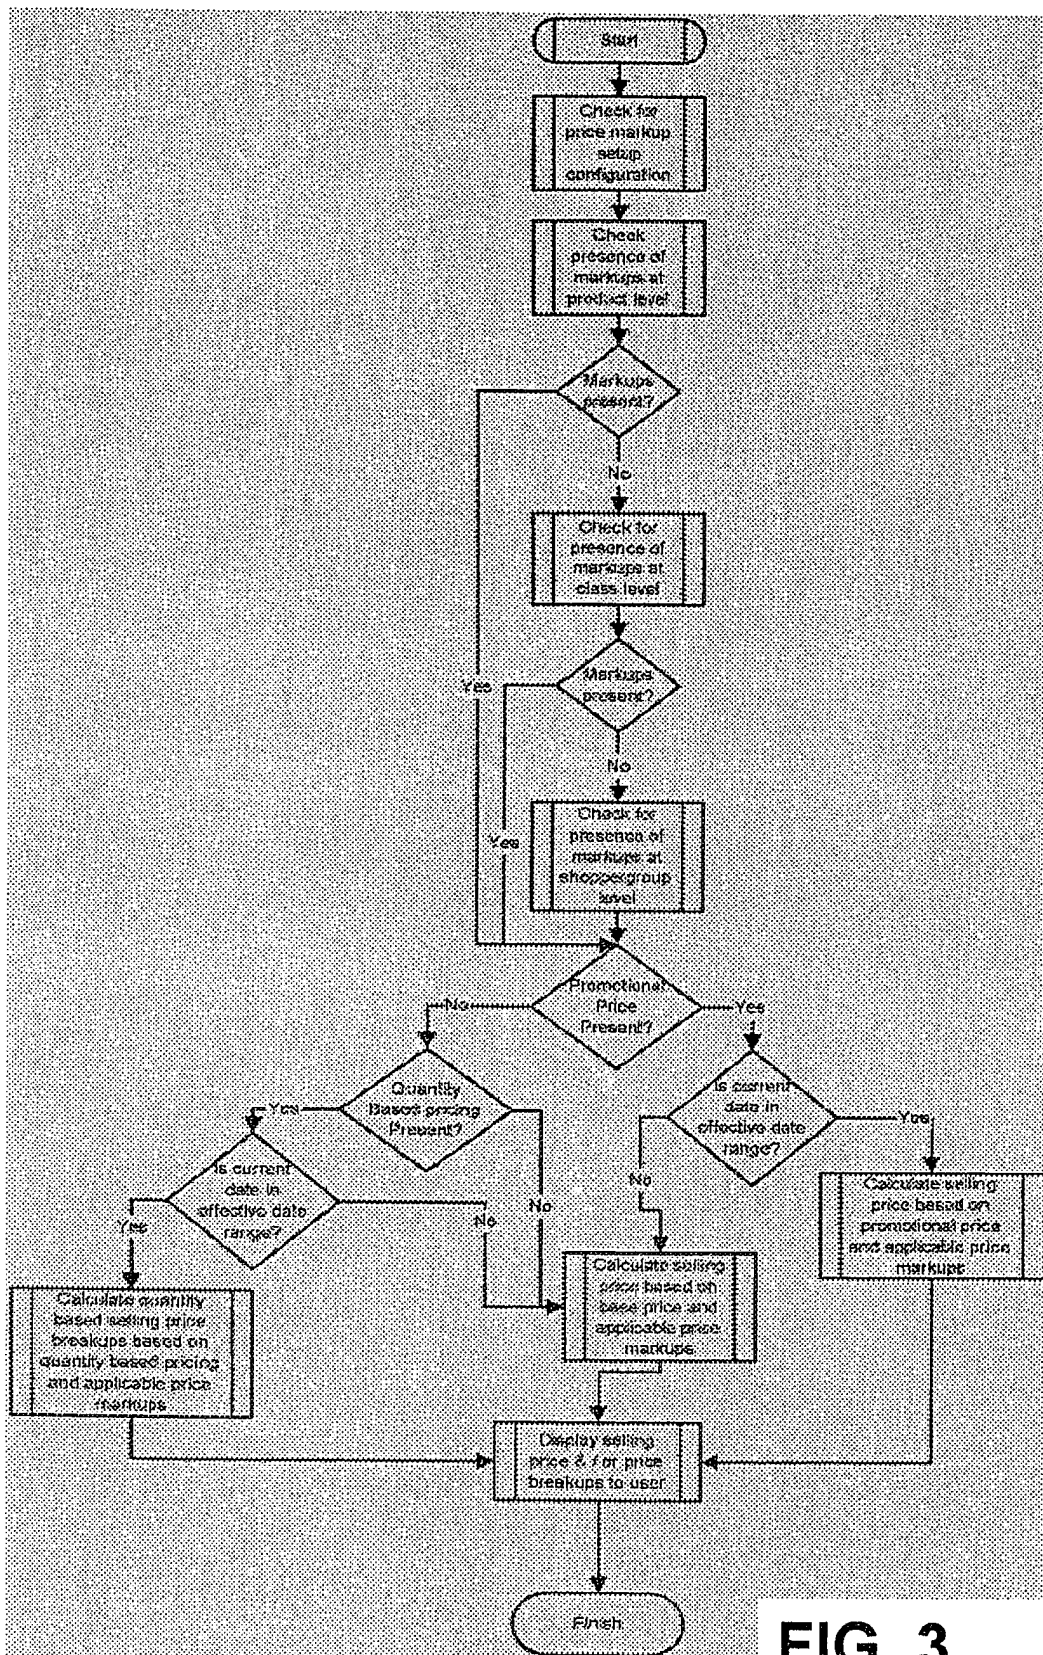 Start
Check for
price markup
setup
configuration
Check
presence of
markups at
product level
Markups
present?
No
Check for
presence of
markups at
class level
Markups
present?
Yes
No
Check for
presence of
markups at
shoppergroup
level
Yes
Promotional
Price
Present?
No
Yes
Quantity
Based pricing
Present?
Is current
date in
effective date
range?
Yes
Yes
Is current
date in
effective date
range?
No
No
No
Yes
Calculate selling
price based on
promotional price
and applicable price
markups
Calculate selling
price based on
base price and
applicable price
markups
Calculate quantity
based selling price
breakups based on
quantity based pricing
and applicable price
markups
Display selling
price & / or price
breakups to user
Finish
FIG. 3